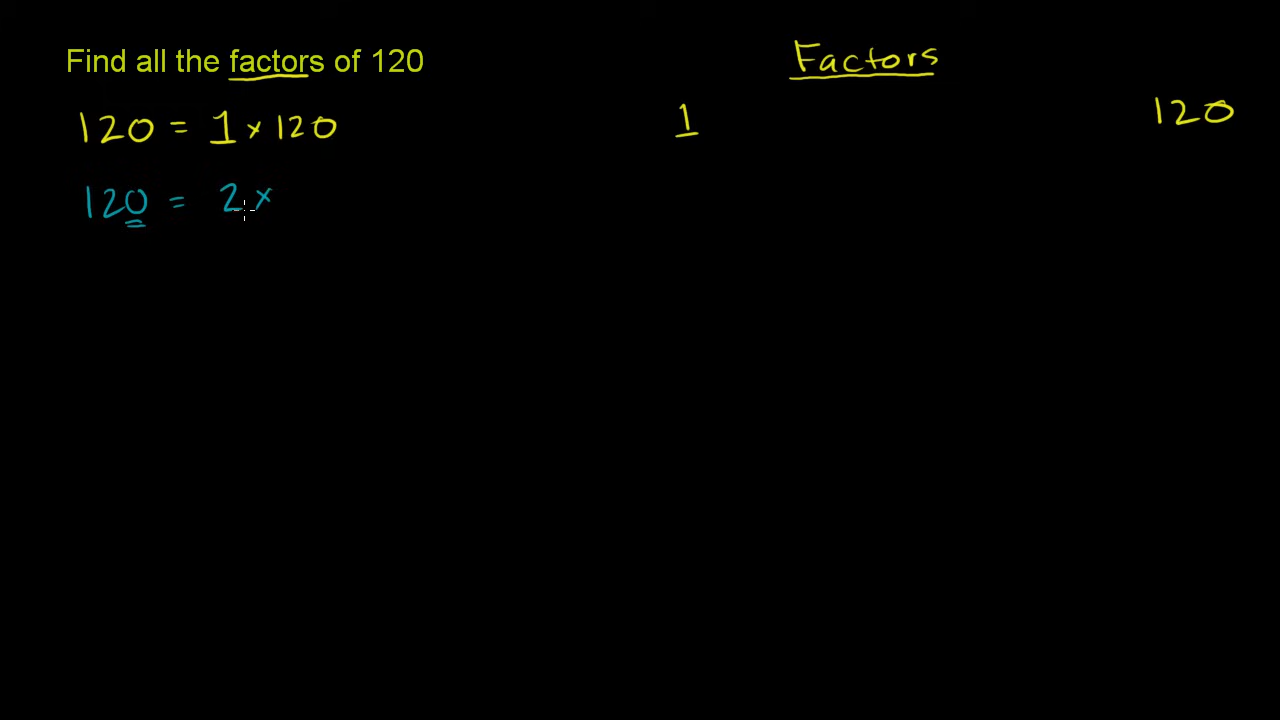 Find all the factors of 120
Factors
120 = 1 x 120
1 120
120 = 2 x